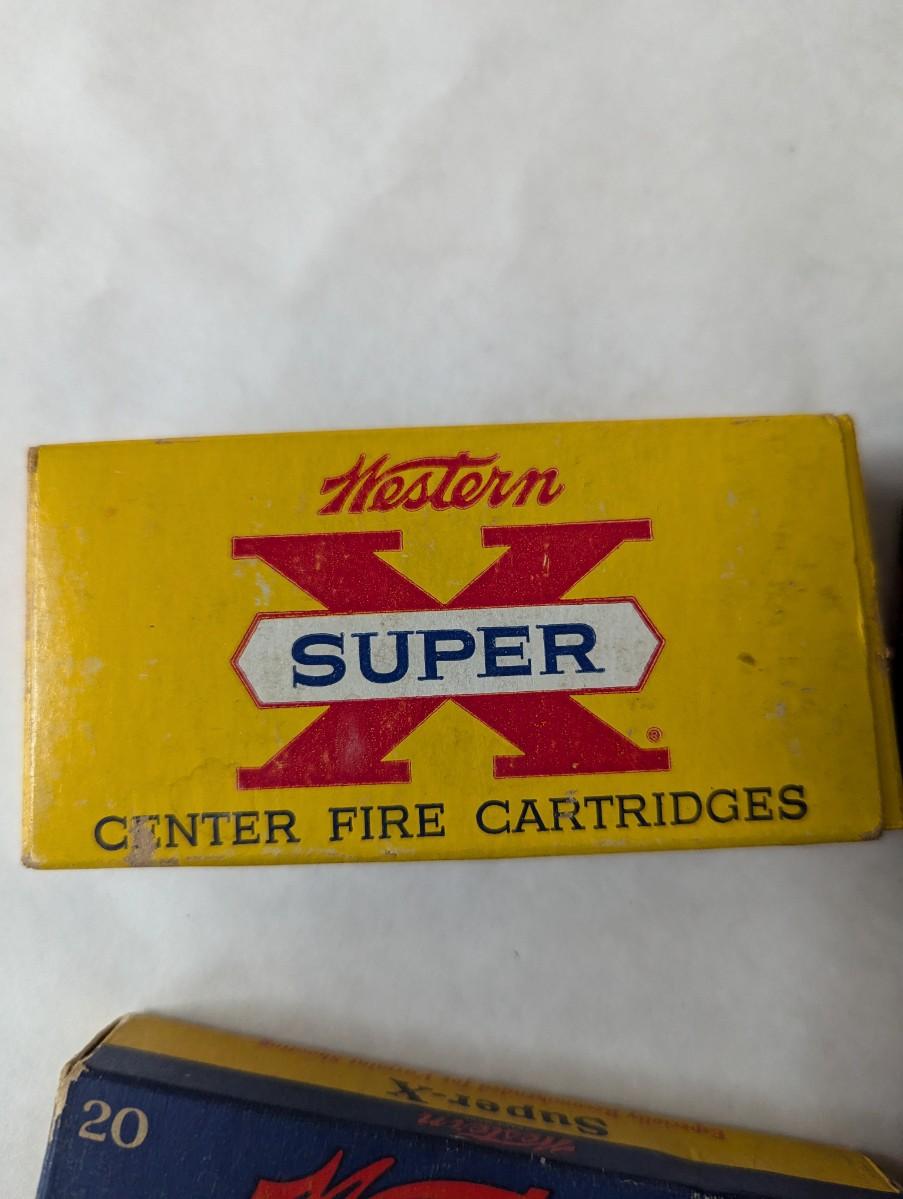 Western
X
SUPER
®
CENTER FIRE CARTRIDGES
20
Super-X
Western